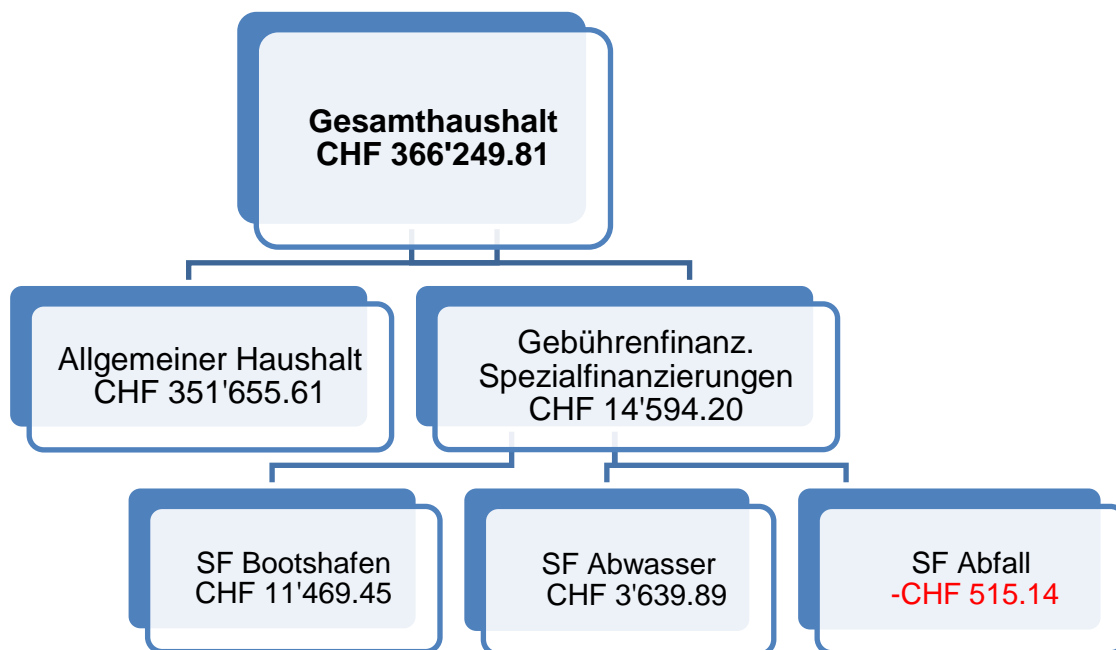 Gesamthaushalt
CHF 366'249.81
Allgemeiner Haushalt
CHF 351'655.61
Gebührenfinanz.
Spezialfinanzierungen
CHF 14'594.20
SF Bootshafen
CHF 11'469.45
SF Abwasser
CHF 3'639.89
SF Abfall
-CHF 515.14